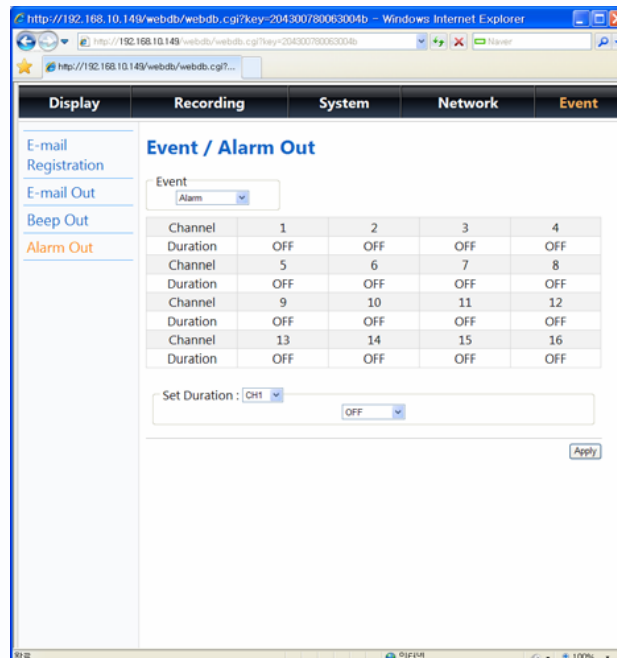 http://192.168.10.149/webdb/webdb.cgi?key=204300780063004b - Windows Internet Explorer
http://192.168.10.149/webdb/webdb.cgi?key=204300780063004b
Naver
http://192.168.10.149/webdb/webdb.cgi?...
Display Recording System Network Event
E-mail
Registration
E-mail Out
Beep Out
Alarm Out
Event / Alarm Out
Event
Alarm
Channel 1 2 3 4
Duration OFF OFF OFF OFF
Channel 5 6 7 8
Duration OFF OFF OFF OFF
Channel 9 10 11 12
Duration OFF OFF OFF OFF
Channel 13 14 15 16
Duration OFF OFF OFF OFF
Set Duration : CH1
OFF
Apply
완료 인터넷 100%